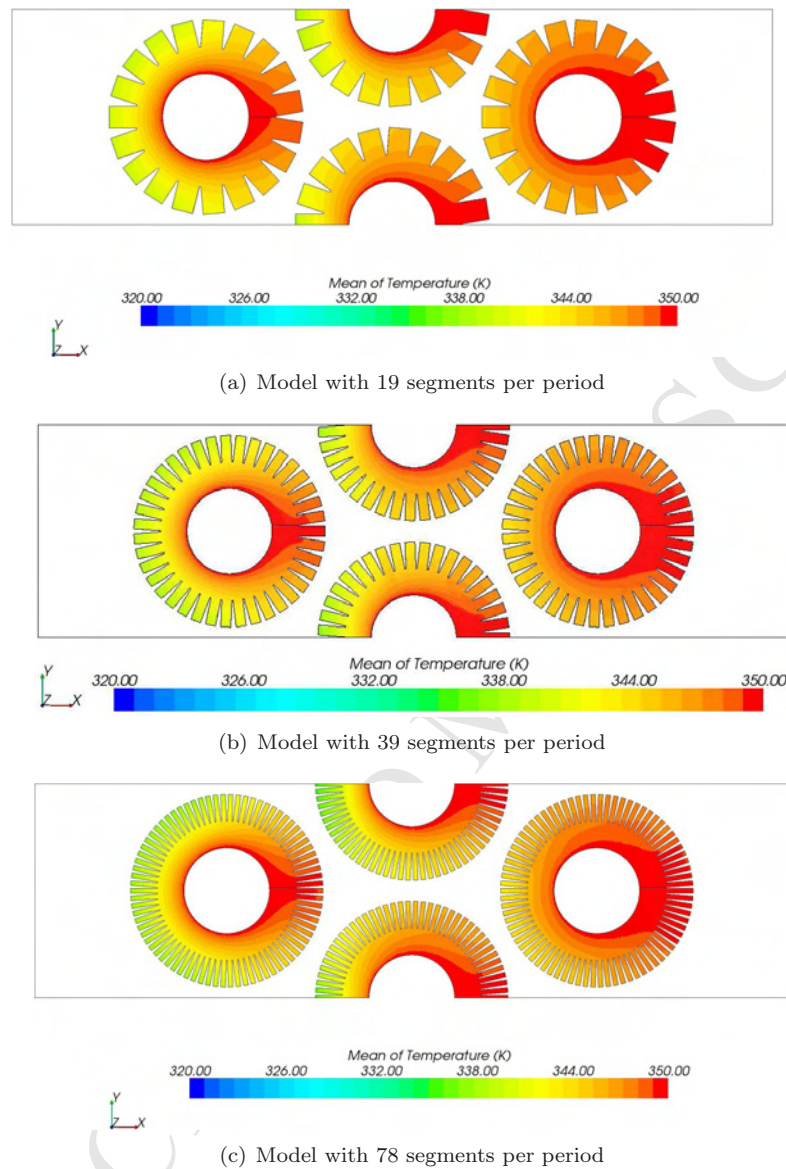 Mean of Temperature (K)
320.00 326.00 332.00 338.00 344.00 350.00
Y
Z X
(a) Model with 19 segments per period
Mean of Temperature (K)
320.00 326.00 332.00 338.00 344.00 350.00
Y
Z X
(b) Model with 39 segments per period
Mean of Temperature (K)
320.00 326.00 332.00 338.00 344.00 350.00
Y
Z X
(c) Model with 78 segments per period